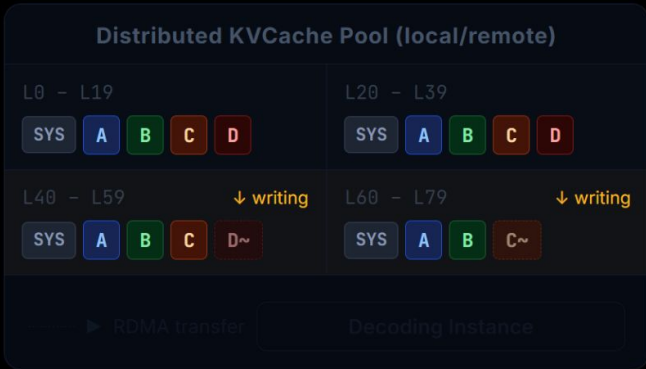 Distributed KVCache Pool (local/remote)
L0 – L19
SYS A B C D
L20 – L39
SYS A B C D
L40 – L59 ↓ writing
SYS A B C D~
L60 – L79 ↓ writing
SYS A B C~
▶ RDMA transfer
Decoding Instance